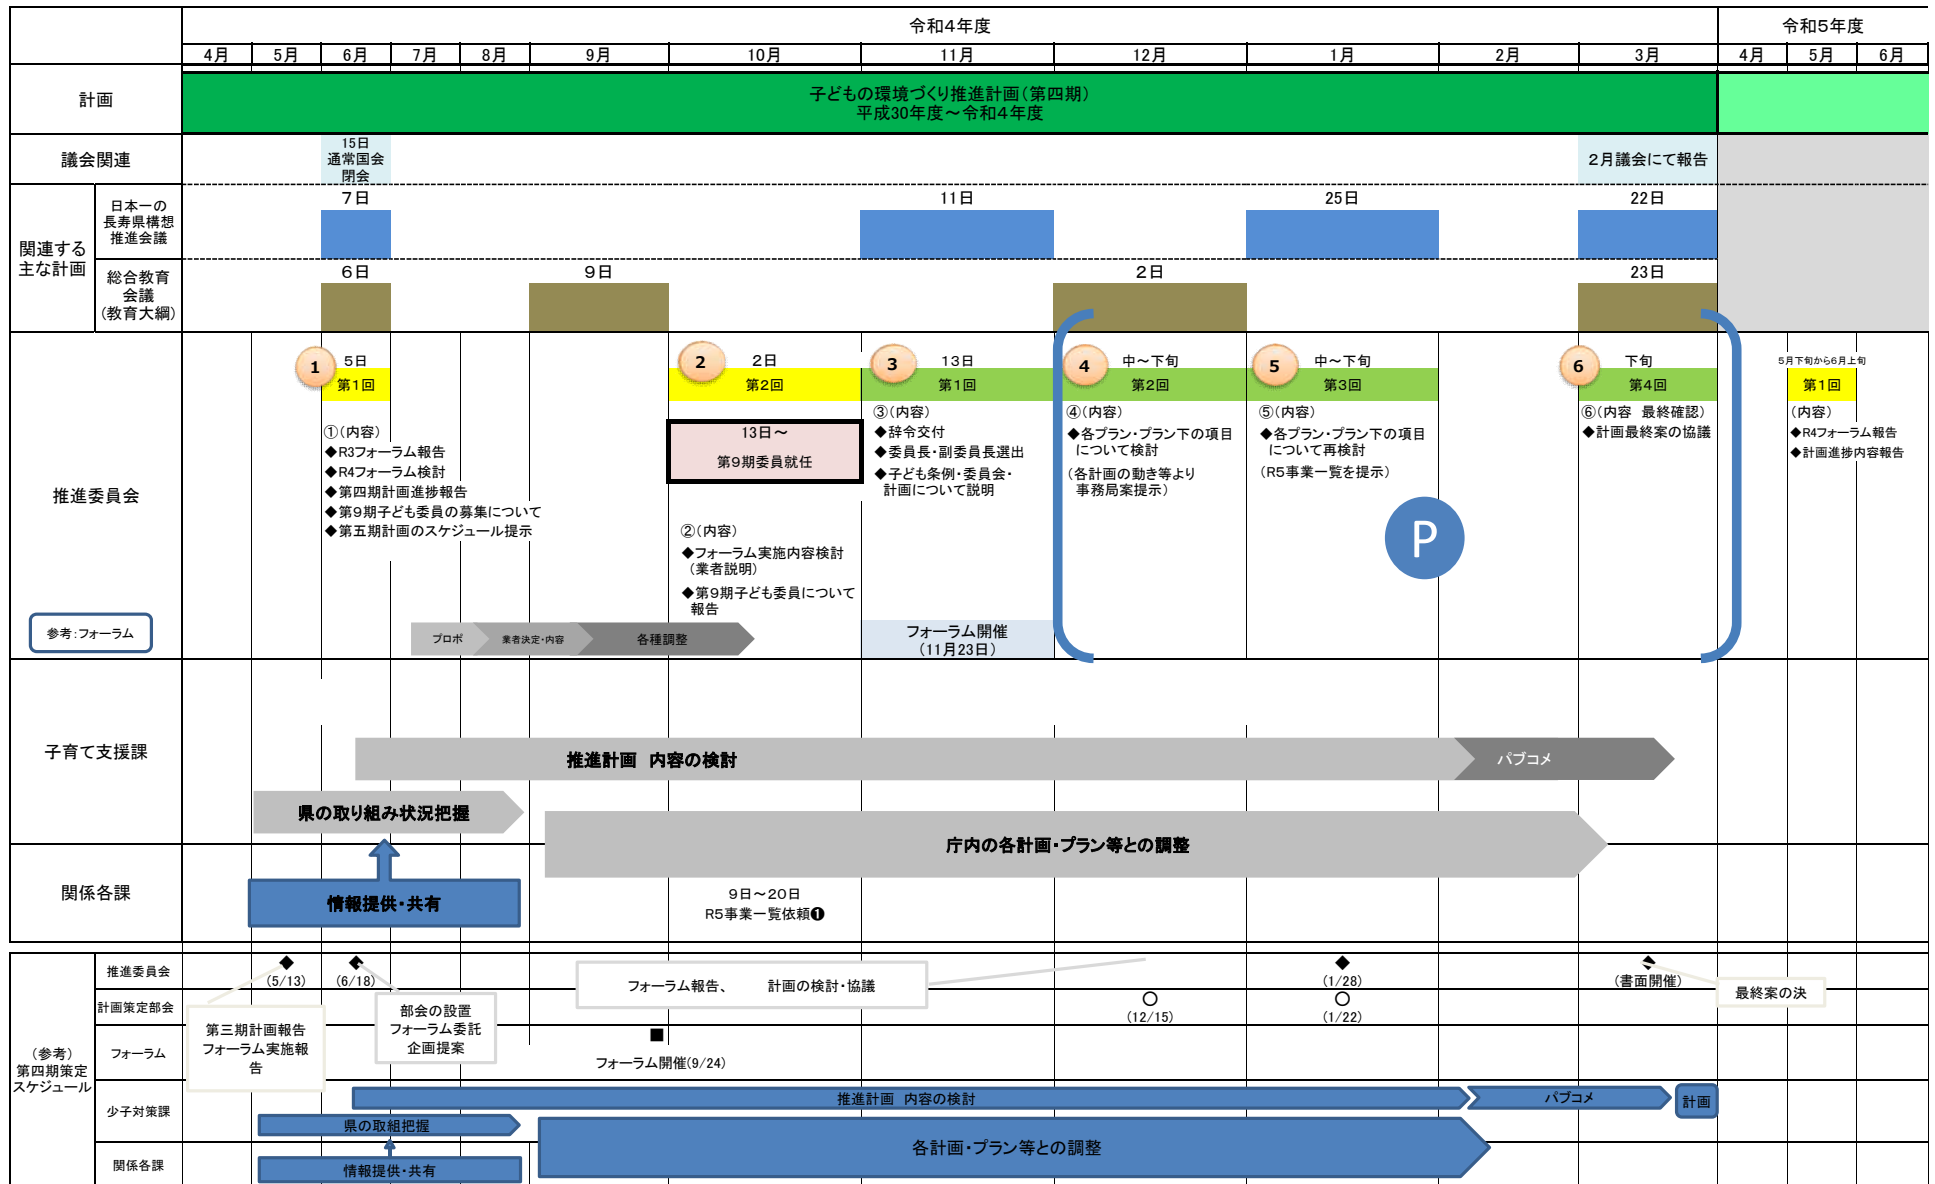 令和4年度
令和5年度
4月 5月 6月 7月 8月 9月 10月 11月 12月 1月 2月 3月 4月 5月 6月
計画
子どもの環境づくり推進計画(第四期)
平成30年度～令和4年度
議会関連
15日
通常国会
閉会
2月議会にて報告
関連する
主な計画
日本一の
長寿県構想
推進会議
7日
11日
25日
22日
総合教育
会議
(教育大綱)
6日
9日
2日
23日
推進委員会
1
5日
第1回
①(内容)
◆R3フォーラム報告
◆R4フォーラム検討
◆第四期計画進捗報告
◆第9期子ども委員の募集について
◆第五期計画のスケジュール提示
2
2日
第2回
13日～
第9期委員就任
②(内容)
◆フォーラム実施内容検討
(業者説明)
◆第9期子ども委員について
報告
3
13日
第1回
③(内容)
◆辞令交付
◆委員長・副委員長選出
◆子ども条例・委員会・
計画について説明
4
中～下旬
第2回
④(内容)
◆各プラン・プラン下の項目
について検討
(各計画の動き等より
事務局案提示)
5
中～下旬
第3回
⑤(内容)
◆各プラン・プラン下の項目
について再検討
(R5事業一覧を提示)
P
6
下旬
第4回
⑥(内容 最終確認)
◆計画最終案の協議
5月下旬から6月上旬
第1回
(内容)
◆R4フォーラム報告
◆計画進捗内容報告
参考:フォーラム
プロポ
業者決定・内容
各種調整
フォーラム開催
(11月23日)
子育て支援課
推進計画 内容の検討
パブコメ
県の取り組み状況把握
庁内の各計画・プラン等との調整
関係各課
情報提供・共有
9日～20日
R5事業一覧依頼❶
(参考)
第四期策定
スケジュール
推進委員会
◆
(5/13)
◆
(6/18)
フォーラム報告、 計画の検討・協議
◆
(1/28)
◆
(書面開催)
最終案の決
計画策定部会
第三期計画報告
フォーラム実施報
告
部会の設置
フォーラム委託
企画提案
○
(12/15)
○
(1/22)
フォーラム
■
フォーラム開催(9/24)
少子対策課
推進計画 内容の検討
パブコメ
計画
県の取組把握
各計画・プラン等との調整
関係各課
情報提供・共有